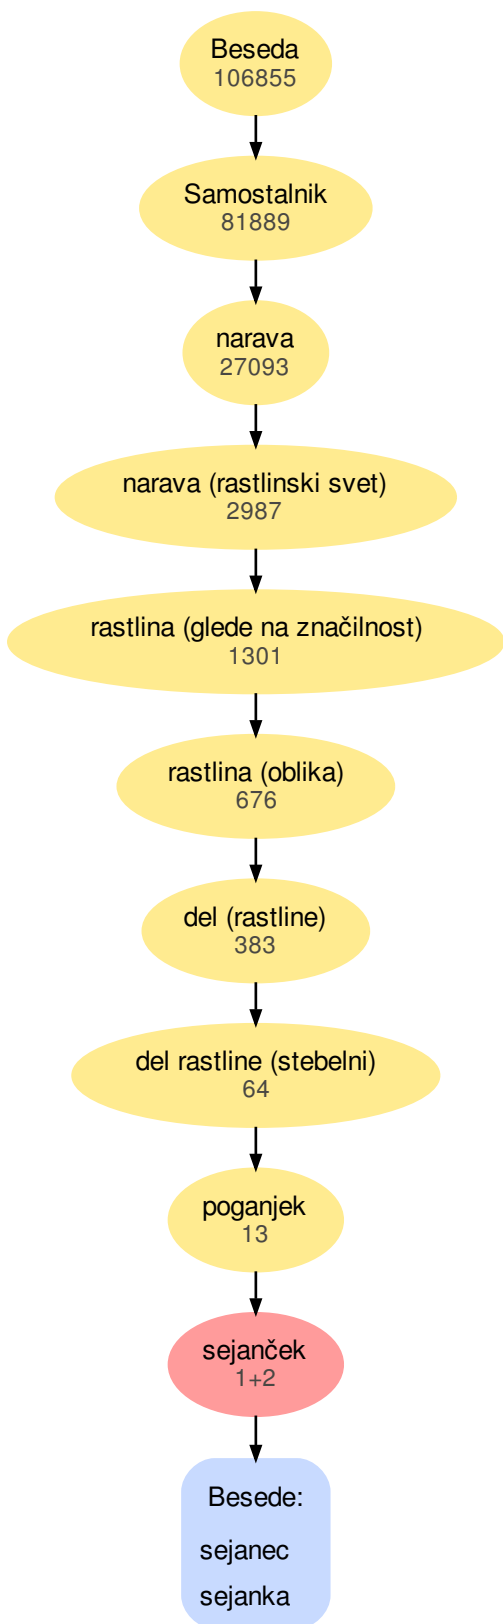 Beseda
106855
Samostalnik
81889
narava
27093
narava (rastlinski svet)
2987
rastlina (glede na značilnost)
1301
rastlina (oblika)
676
del (rastline)
383
del rastline (stebelni)
64
poganjek
13
sejanček
1+2
Besede:
sejanec
sejanka